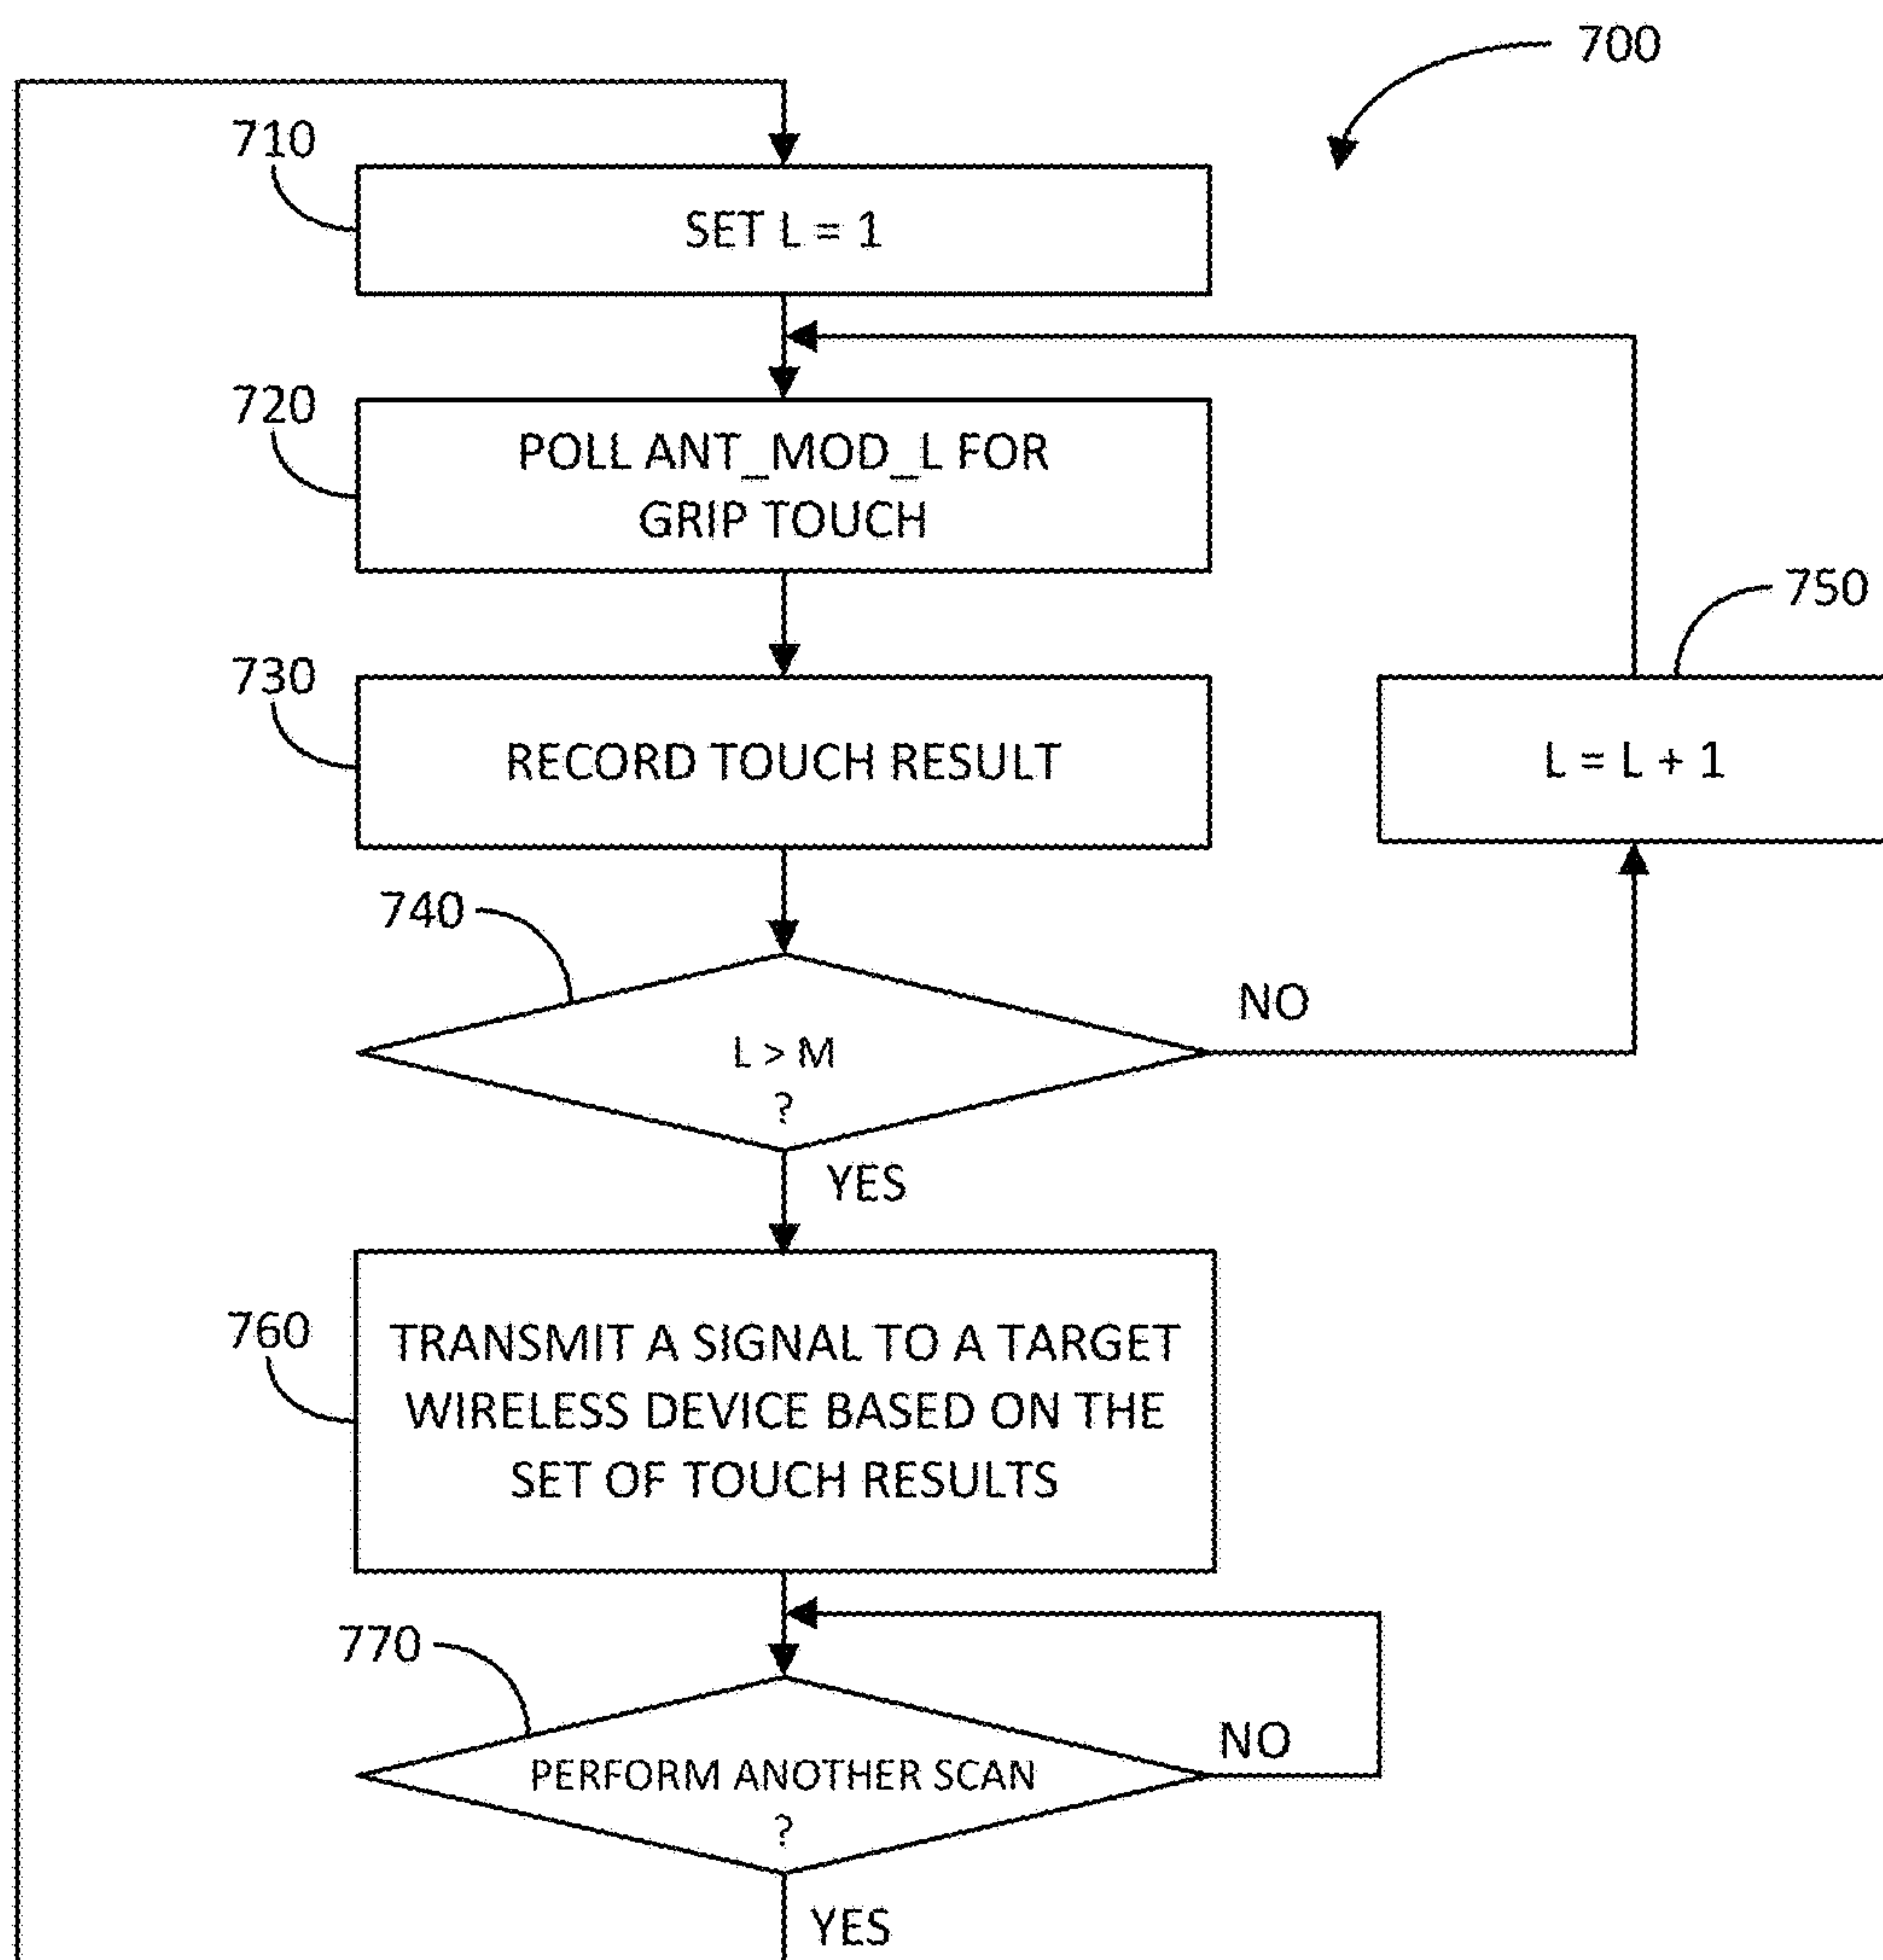 700
710
SET L = 1
720
POLL ANT_MOD_L FOR
GRIP TOUCH
750
730
RECORD TOUCH RESULT
L = L + 1
740
NO
L > M
?
YES
760
TRANSMIT A SIGNAL TO A TARGET
WIRELESS DEVICE BASED ON THE
SET OF TOUCH RESULTS
770
NO
PERFORM ANOTHER SCAN
?
YES